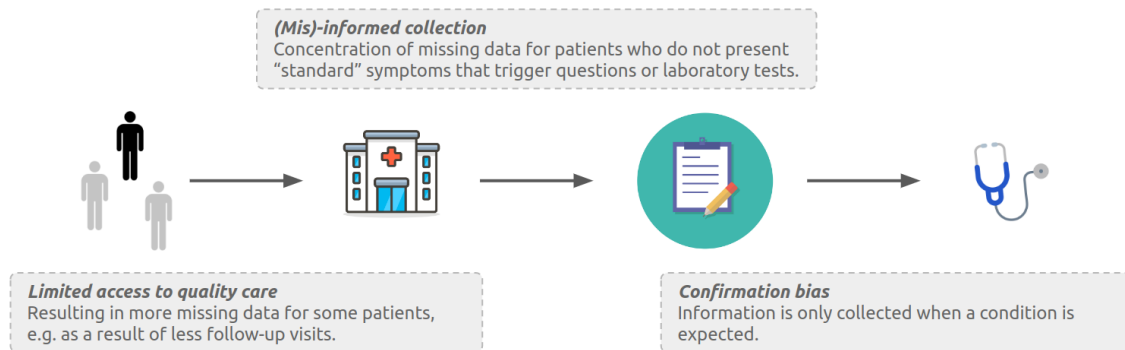 (Mis)-informed collection
Concentration of missing data for patients who do not present
“standard” symptoms that trigger questions or laboratory tests.
Limited access to quality care
Resulting in more missing data for some patients,
e.g. as a result of less follow-up visits.
Confirmation bias
Information is only collected when a condition is
expected.